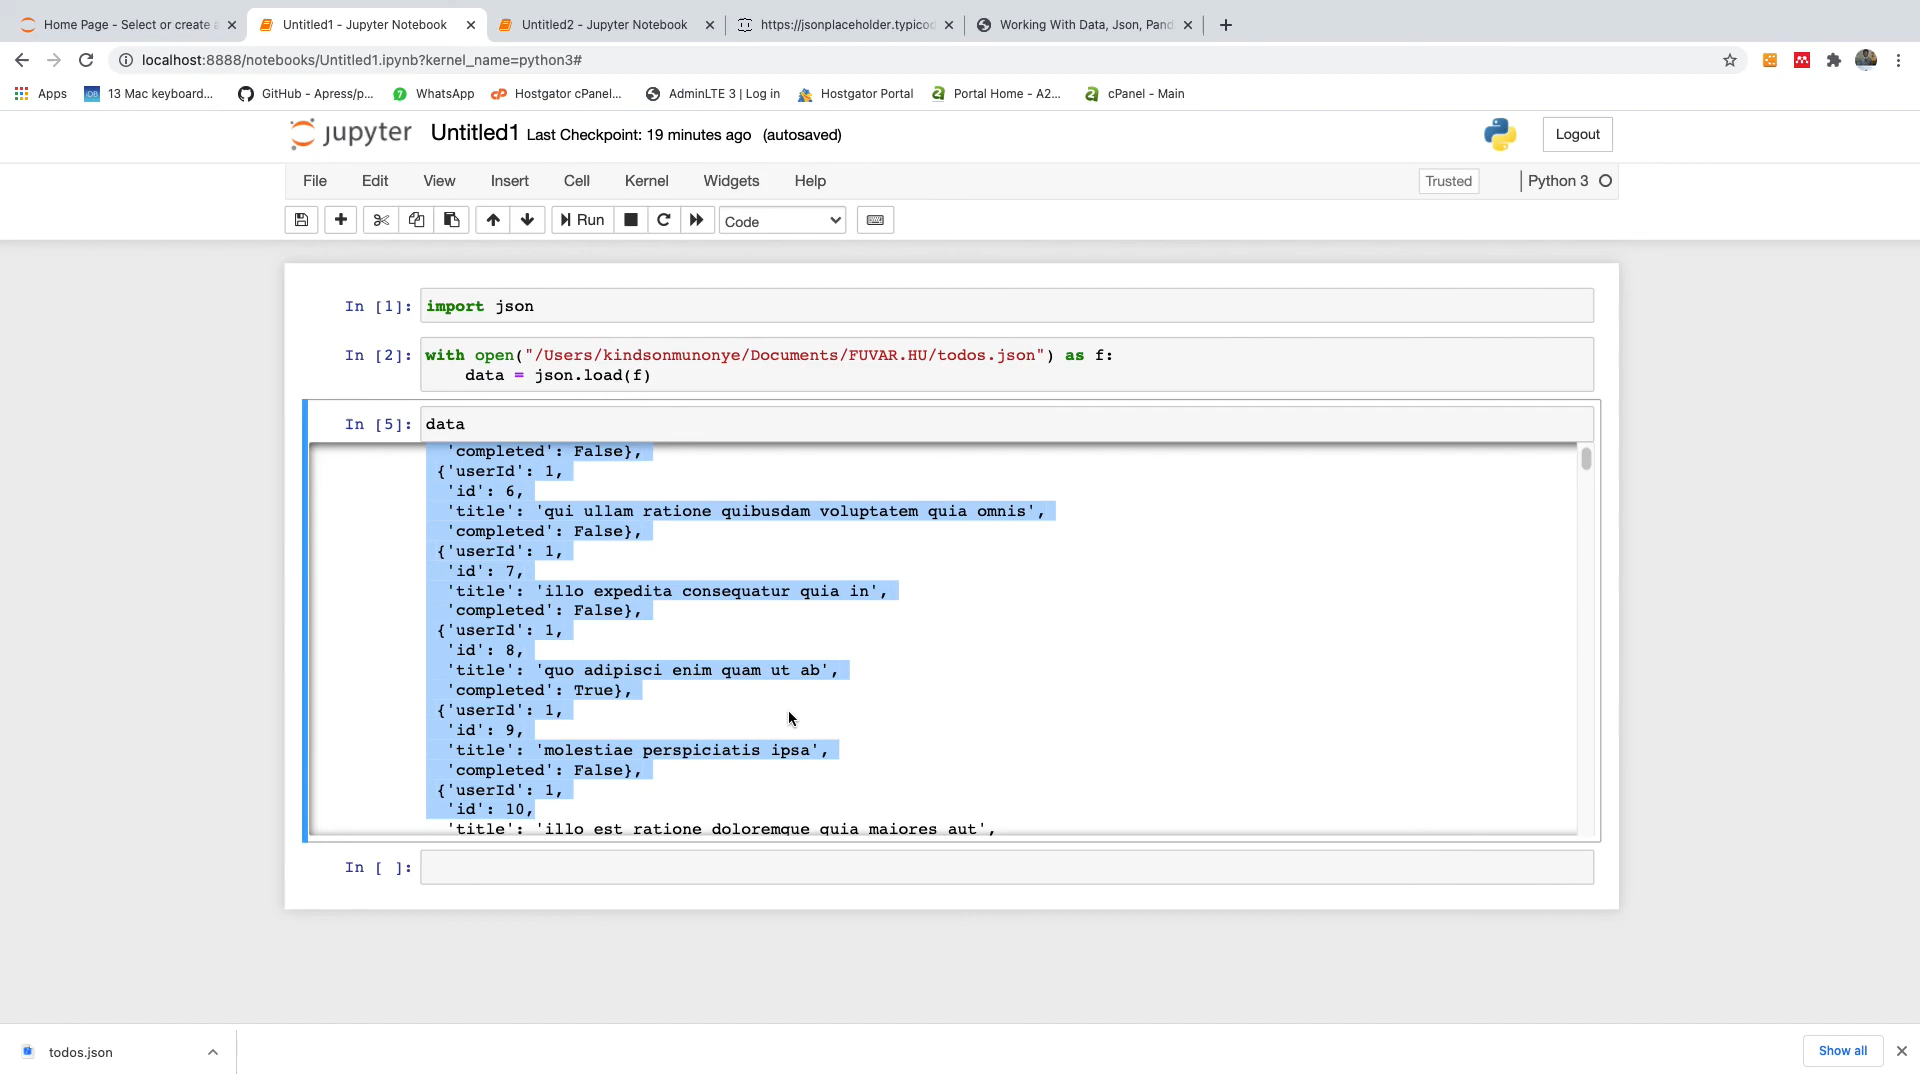 Home Page - Select or create a
Untitled1 - Jupyter Notebook
Untitled2 - Jupyter Notebook
https://jsonplaceholder.typicod
Working With Data, Json, Pand
localhost:8888/notebooks/Untitled1.ipynb?kernel_name=python3#
Apps
13 Mac keyboard...
GitHub - Apress/p...
WhatsApp
Hostgator cPanel...
AdminLTE 3 | Log in
Hostgator Portal
Portal Home - A2...
cPanel - Main
jupyter Untitled1 Last Checkpoint: 19 minutes ago (autosaved)
Logout
File Edit View Insert Cell Kernel Widgets Help
Trusted
Python 3
Run
Code
In [1]: import json
In [2]: with open("/Users/kindsonmunonye/Documents/FUVAR.HU/todos.json") as f:
data = json.load(f)
In [5]: data
'completed': False},
{'userId': 1,
'id': 6,
'title': 'qui ullam ratione quibusdam voluptatem quia omnis',
'completed': False},
{'userId': 1,
'id': 7,
'title': 'illo expedita consequatur quia in',
'completed': False},
{'userId': 1,
'id': 8,
'title': 'quo adipisci enim quam ut ab',
'completed': True},
{'userId': 1,
'id': 9,
'title': 'molestiae perspiciatis ipsa',
'completed': False},
{'userId': 1,
'id': 10,
'title': 'illo est ratione doloremque quia maiores aut',
In [ ]:
todos.json
Show all